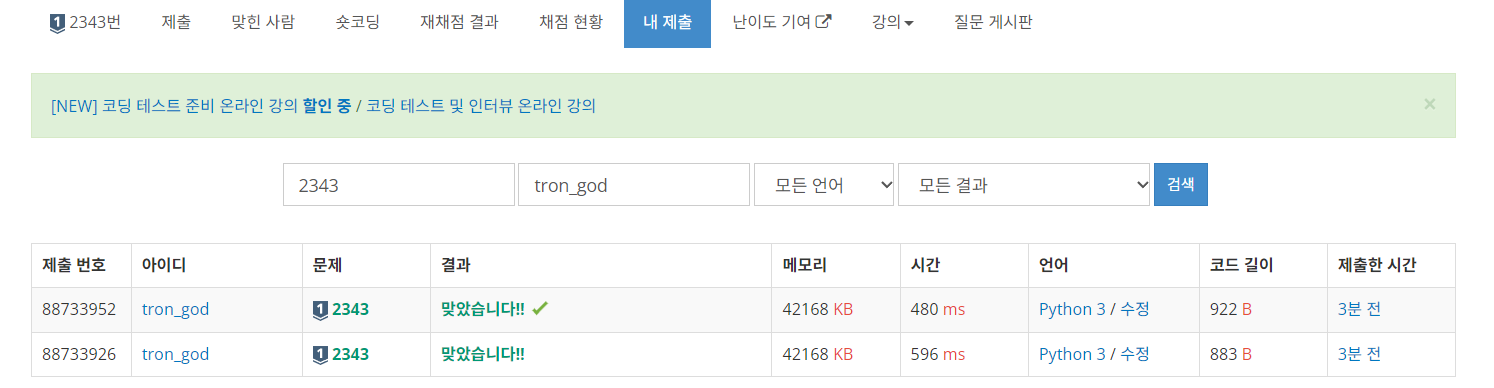 1 2343번 제출 맞힌 사람 숏코딩 재채점 결과 채점 현황 내 제출 난이도 기여 강의 질문 게시판
[NEW] 코딩 테스트 준비 온라인 강의 할인 중 / 코딩 테스트 및 인터뷰 온라인 강의 ×
2343 tron_god 모든 언어 모든 결과 검색
제출 번호 아이디 문제 결과 메모리 시간 언어 코드 길이 제출한 시간
88733952 tron_god 1 2343 맞았습니다!! 42168 KB 480 ms Python 3 / 수정 922 B 3분 전
88733926 tron_god 1 2343 맞았습니다!! 42168 KB 596 ms Python 3 / 수정 883 B 3분 전